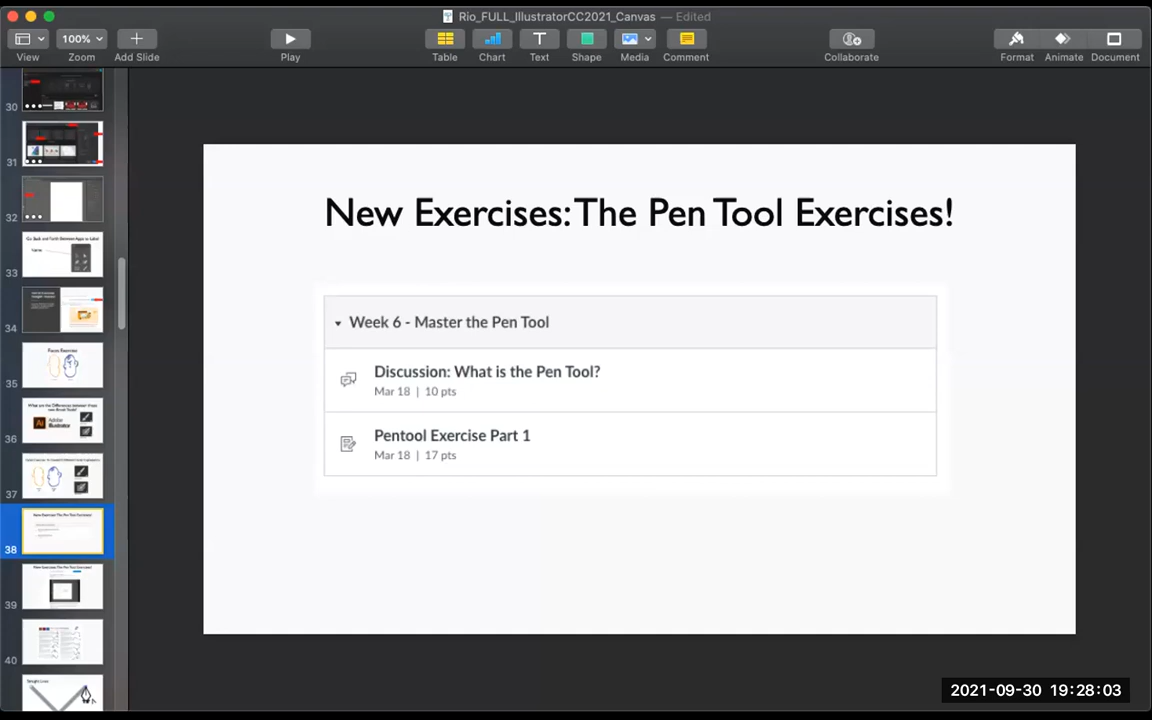 Rio_FULL_IllustratorCC2021_Canvas — Edited
100%
View
Zoom
Add Slide
Play
Table
Chart
Text
Shape
Media
Comment
Collaborate
Format
Animate
Document
30
31
32
33
34
35
36
37
38
39
40
New Exercises: The Pen Tool Exercises!
Week 6 - Master the Pen Tool
Discussion: What is the Pen Tool?
Mar 18 | 10 pts
Pentool Exercise Part 1
Mar 18 | 17 pts
2021-09-30 19:28:03